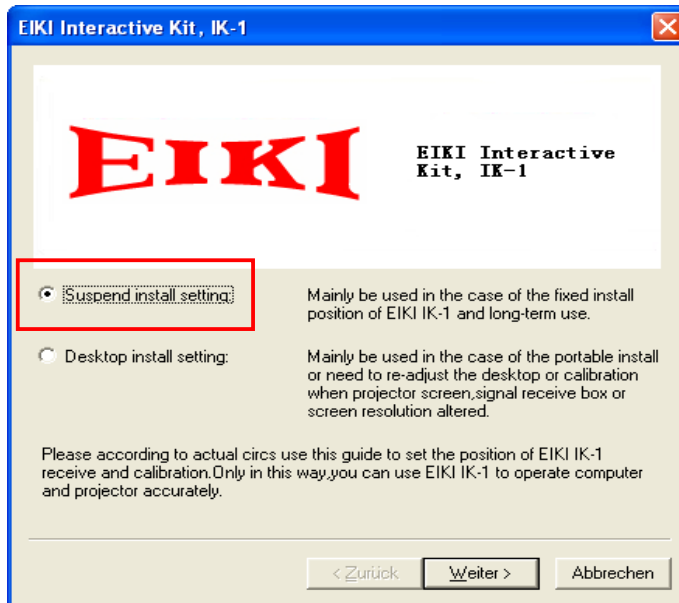 EIKI Interactive Kit, IK-1
EIKI
EIKI Interactive
Kit, IK-1
Suspend install setting:
Mainly be used in the case of the fixed install
position of EIKI IK-1 and long-term use.
Desktop install setting:
Mainly be used in the case of the portable install
or need to re-adjust the desktop or calibration
when projector screen,signal receive box or
screen resolution altered.
Please according to actual circs use this guide to set the position of EIKI IK-1
receive and calibration.Only in this way,you can use EIKI IK-1 to operate computer
and projector accurately.
< Zurück
Weiter >
Abbrechen